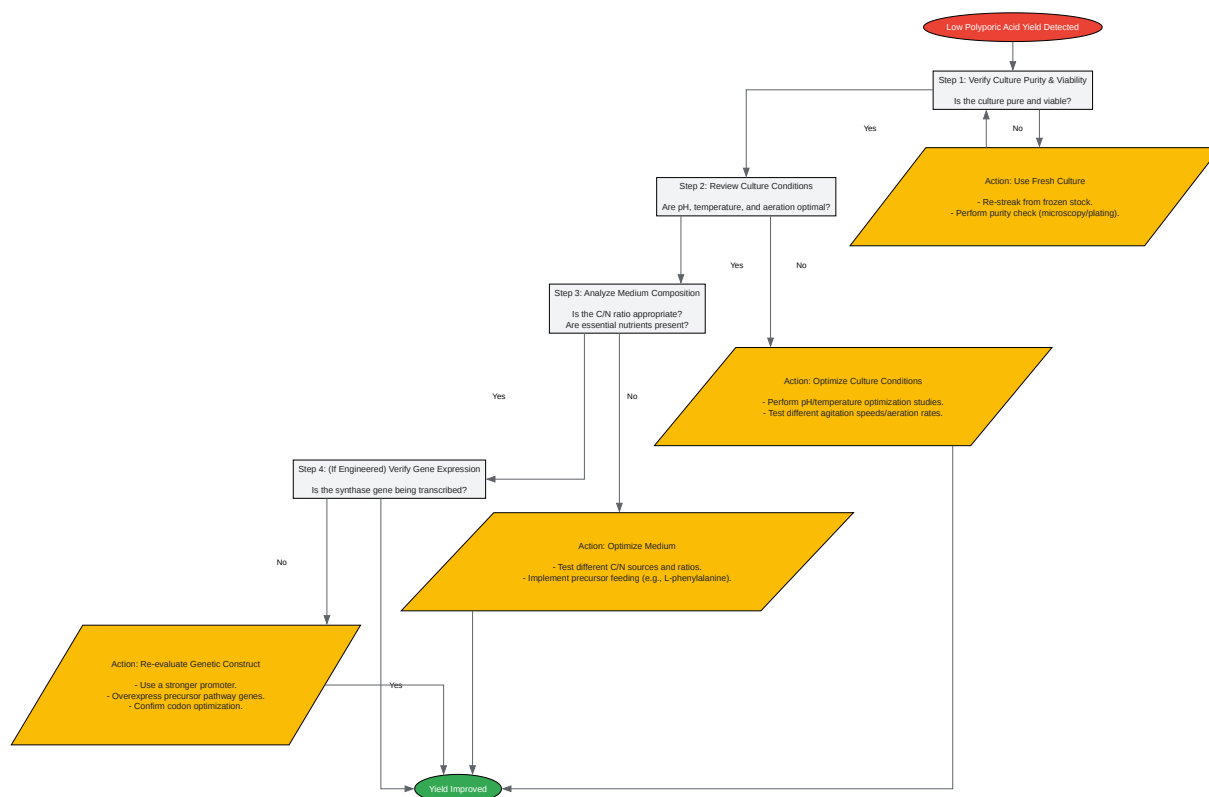 Low Polyporic Acid Yield Detected
Step 1: Verify Culture Purity & Viability
Is the culture pure and viable?
Yes
No
Action: Use Fresh Culture
- Re-streak from frozen stock.
- Perform purity check (microscopy/plating).
Step 2: Review Culture Conditions
Are pH, temperature, and aeration optimal?
Yes
No
Step 3: Analyze Medium Composition
Is the C/N ratio appropriate?
Are essential nutrients present?
Action: Optimize Culture Conditions
- Perform pH/temperature optimization studies.
- Test different agitation speeds/aeration rates.
Yes
No
Step 4: (If Engineered) Verify Gene Expression
Is the synthase gene being transcribed?
Action: Optimize Medium
- Test different C/N sources and ratios.
- Implement precursor feeding (e.g., L-phenylalanine).
No
Action: Re-evaluate Genetic Construct
- Use a stronger promoter.
- Overexpress precursor pathway genes.
- Confirm codon optimization.
Yes
Yield Improved